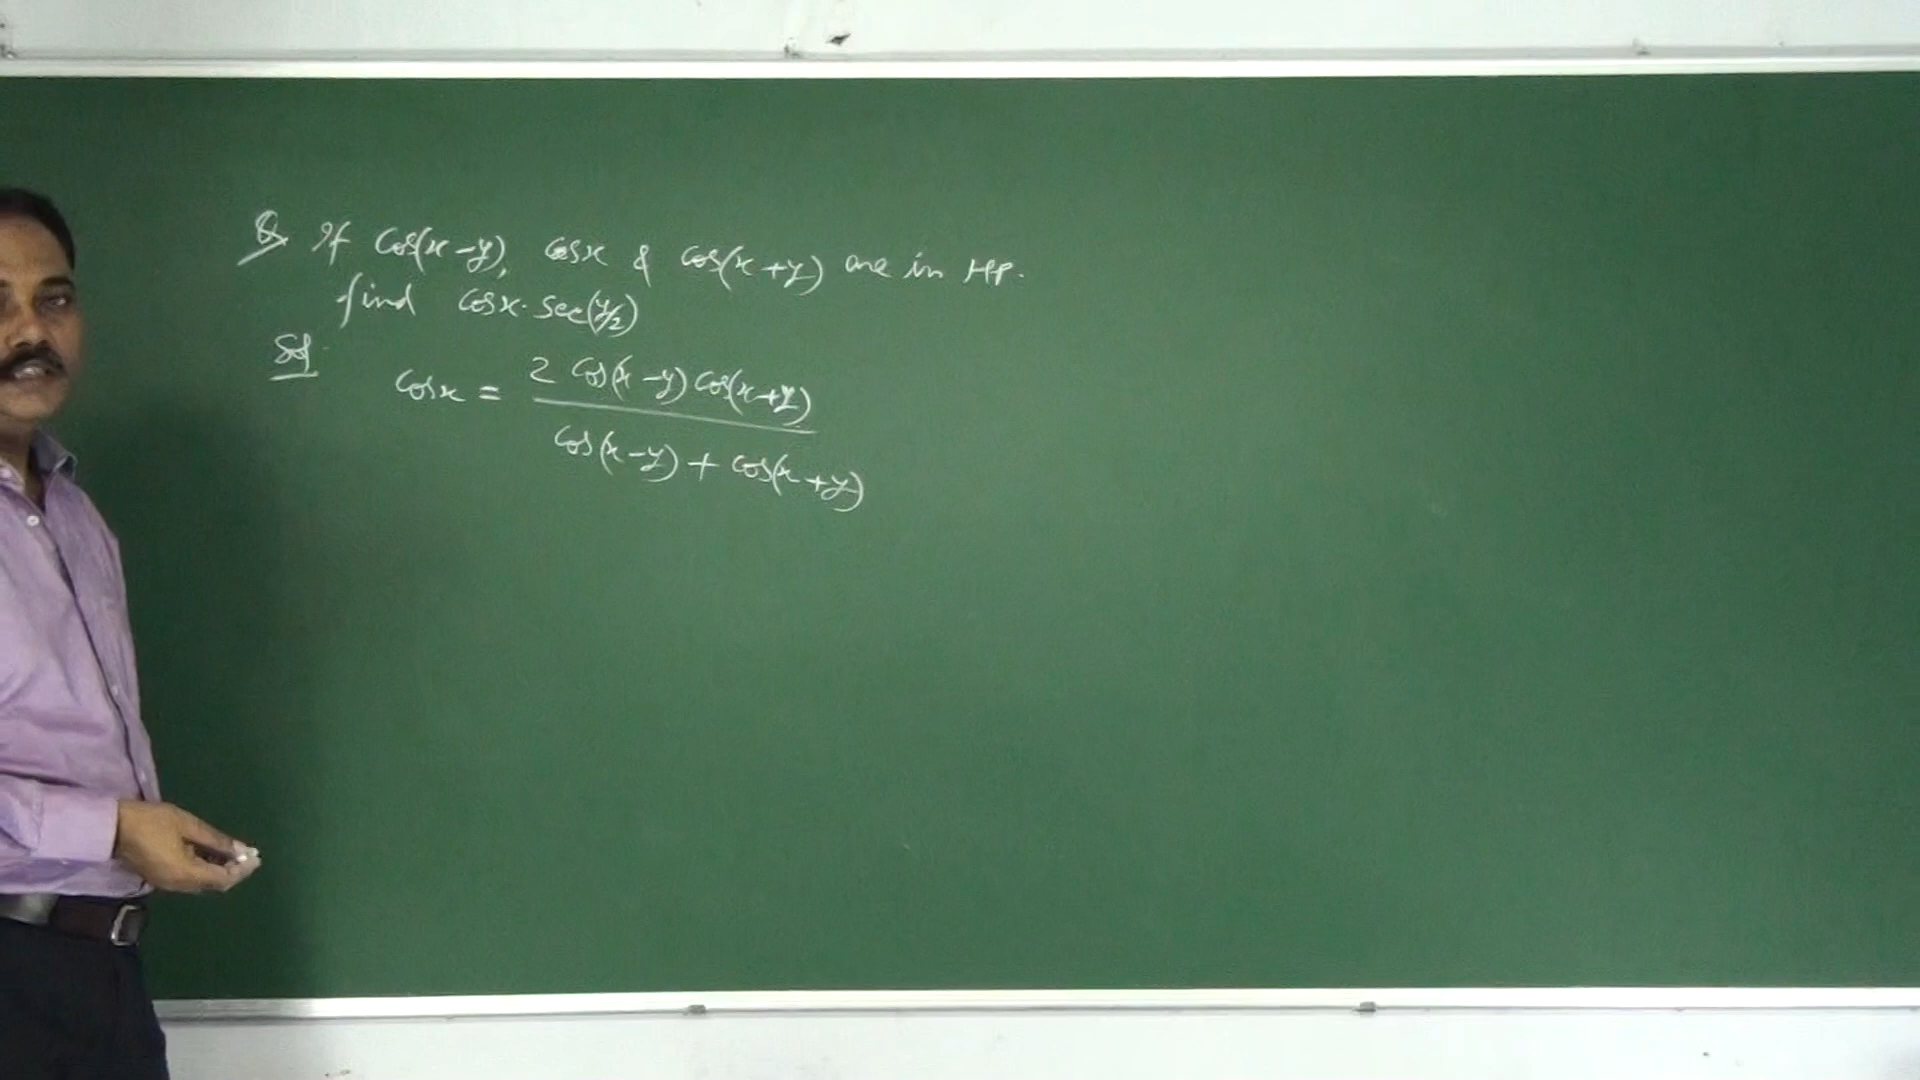 Q If Cos(x-y), Cosx & Cos(x+y) are in HP.
find Cosx. Sec(y/2)
Sol.
Cosx = 2 Cos(x-y) Cos(x+y)
Cos(x-y) + Cos(x+y)